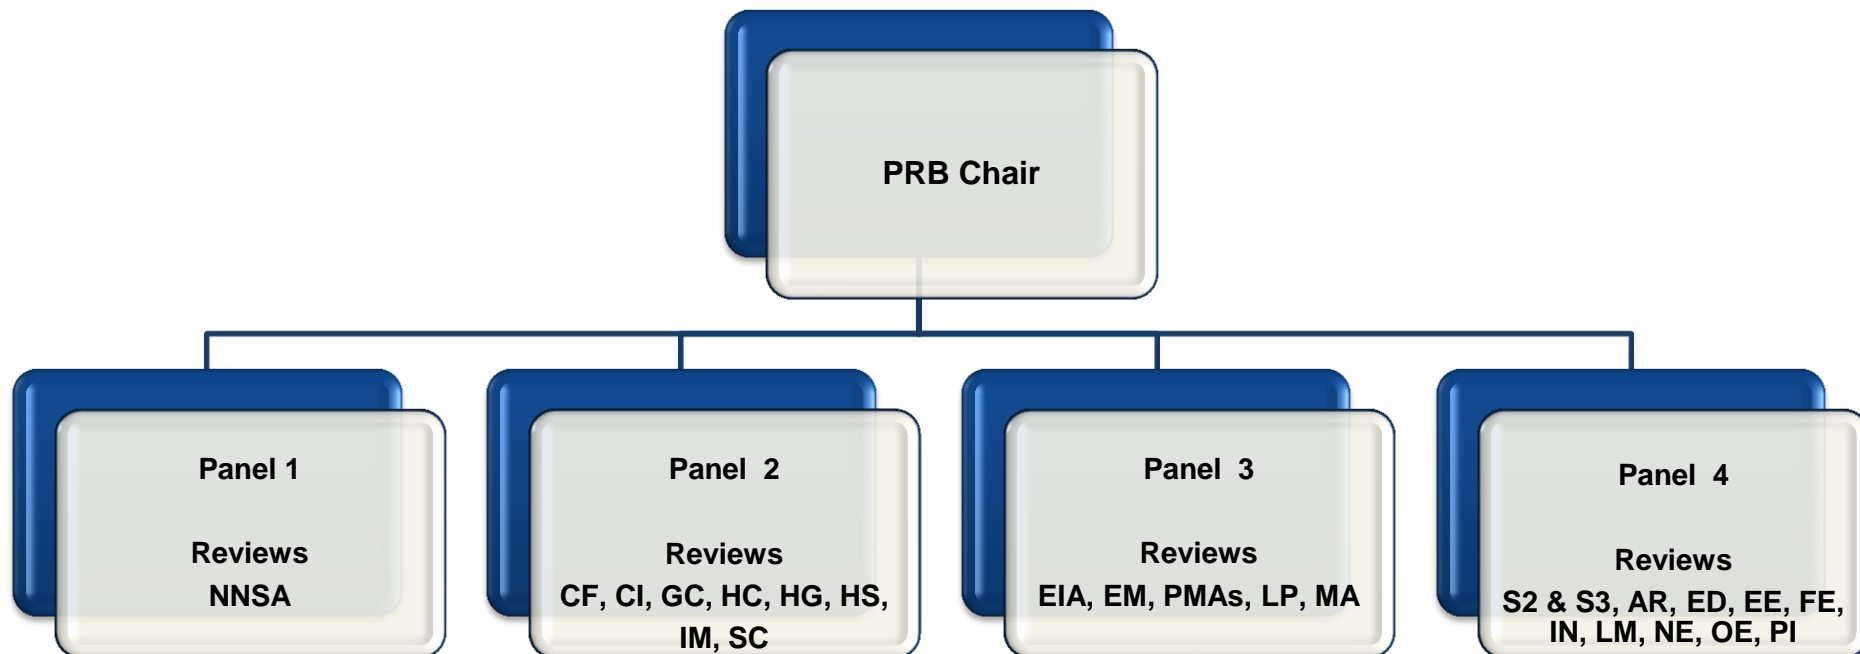 PRB Chair
Panel 1
Reviews
NNSA
Panel 2
Reviews
CF, CI, GC, HC, HG, HS,
IM, SC
Panel 3
Reviews
EIA, EM, PMAs, LP, MA
Panel 4
Reviews
S2 & S3, AR, ED, EE, FE,
IN, LM, NE, OE, PI